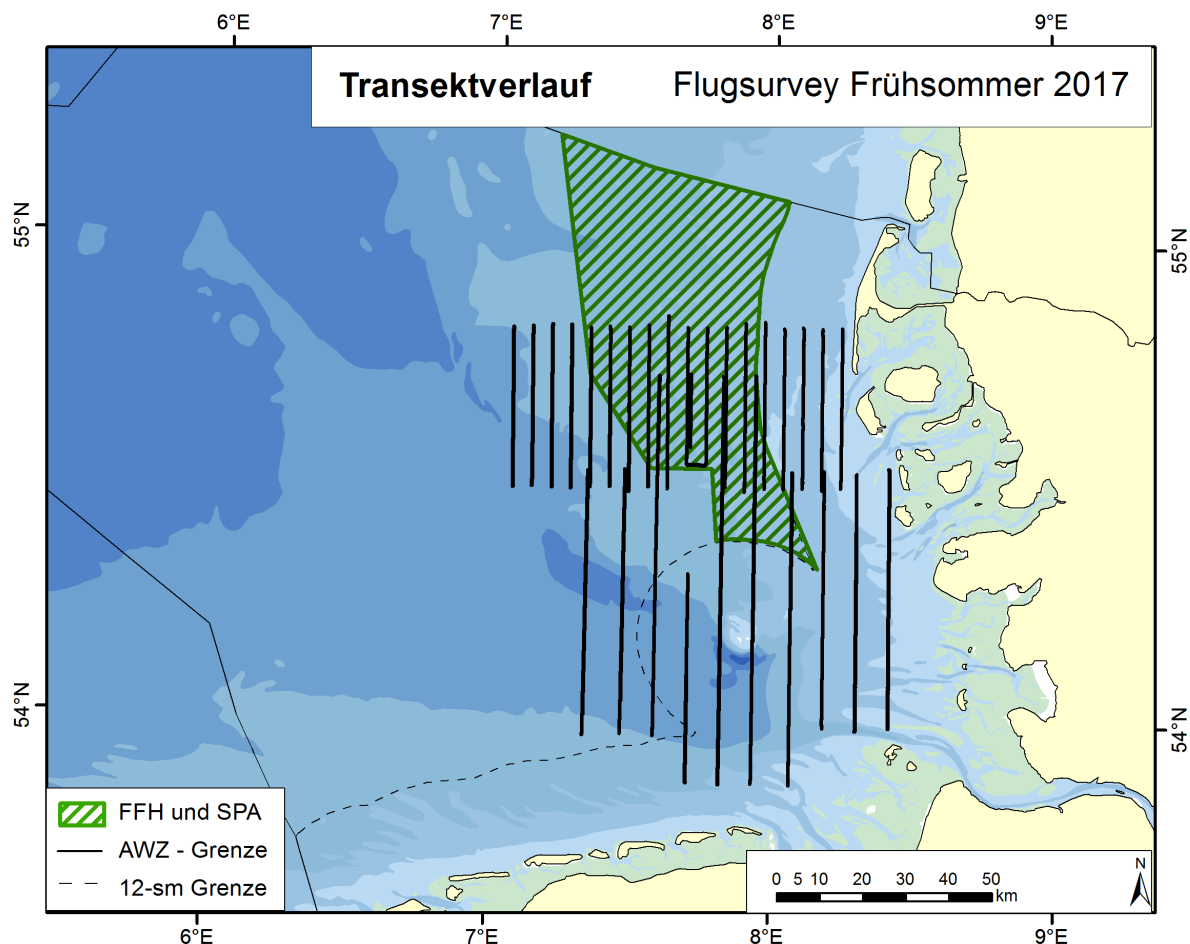 6°E 7°E 8°E 9°E
Transektverlauf Flugsurvey Frühsommer 2017
55°N
55°N
54°N
54°N
FFH und SPA
AWZ - Grenze
12-sm Grenze
N
0 5 10 20 30 40 50
km
6°E 7°E 8°E 9°E